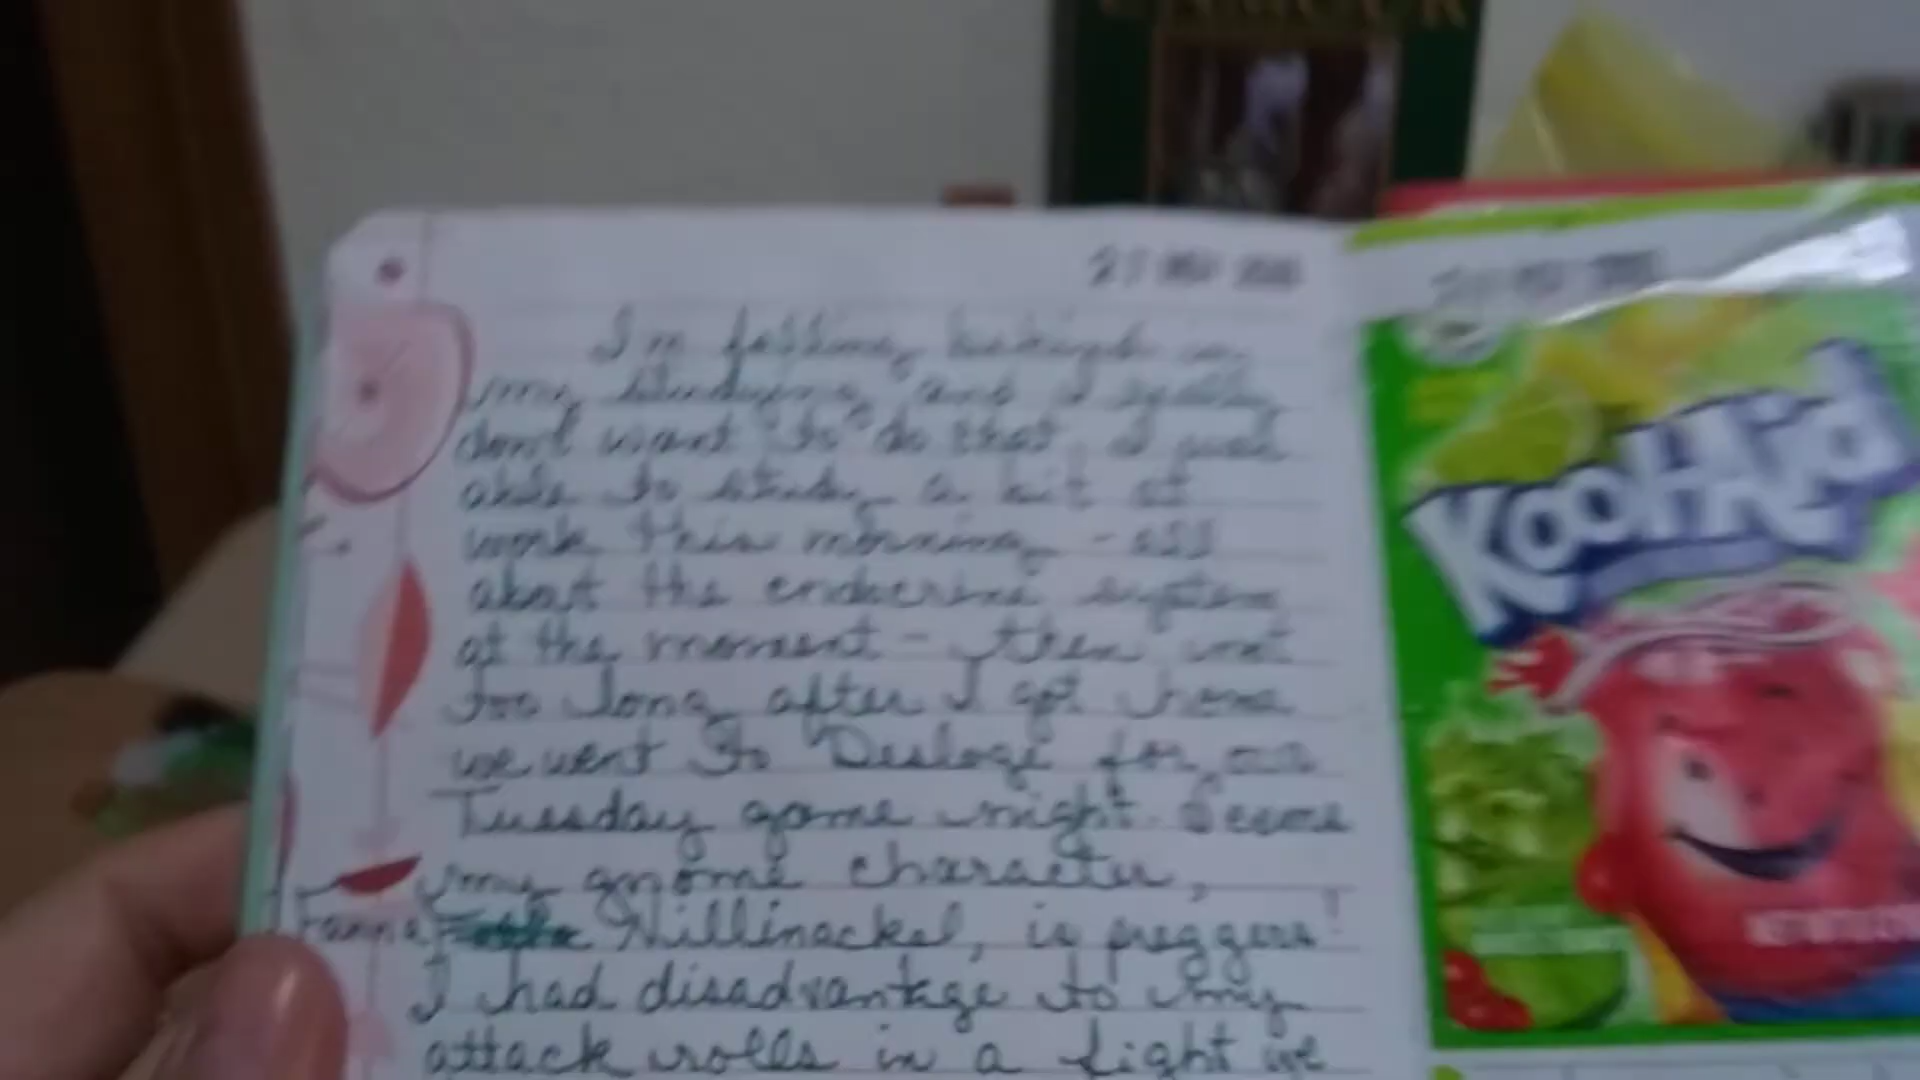 I'm falling behind in
my studying and I really
don't want to do that. I was
able to study a bit at
work this morning - all
about the endocrine system
at the moment - then not
too long after I got home
we went to Desloge for our
Tuesday game night. Seems
my gnome character,
Fanna Nillinackel, is preggers!
I had disadvantage to my
attack rolls in a fight we
Kool-Aid